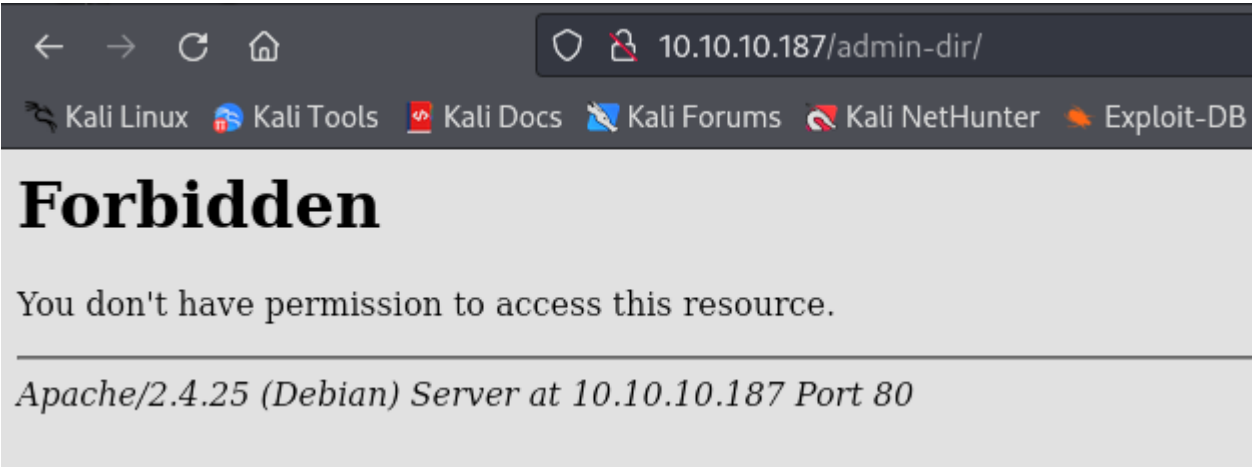 10.10.10.187/admin-dir/
Kali Linux Kali Tools Kali Docs Kali Forums Kali NetHunter Exploit-DB
Forbidden
You don't have permission to access this resource.
Apache/2.4.25 (Debian) Server at 10.10.10.187 Port 80